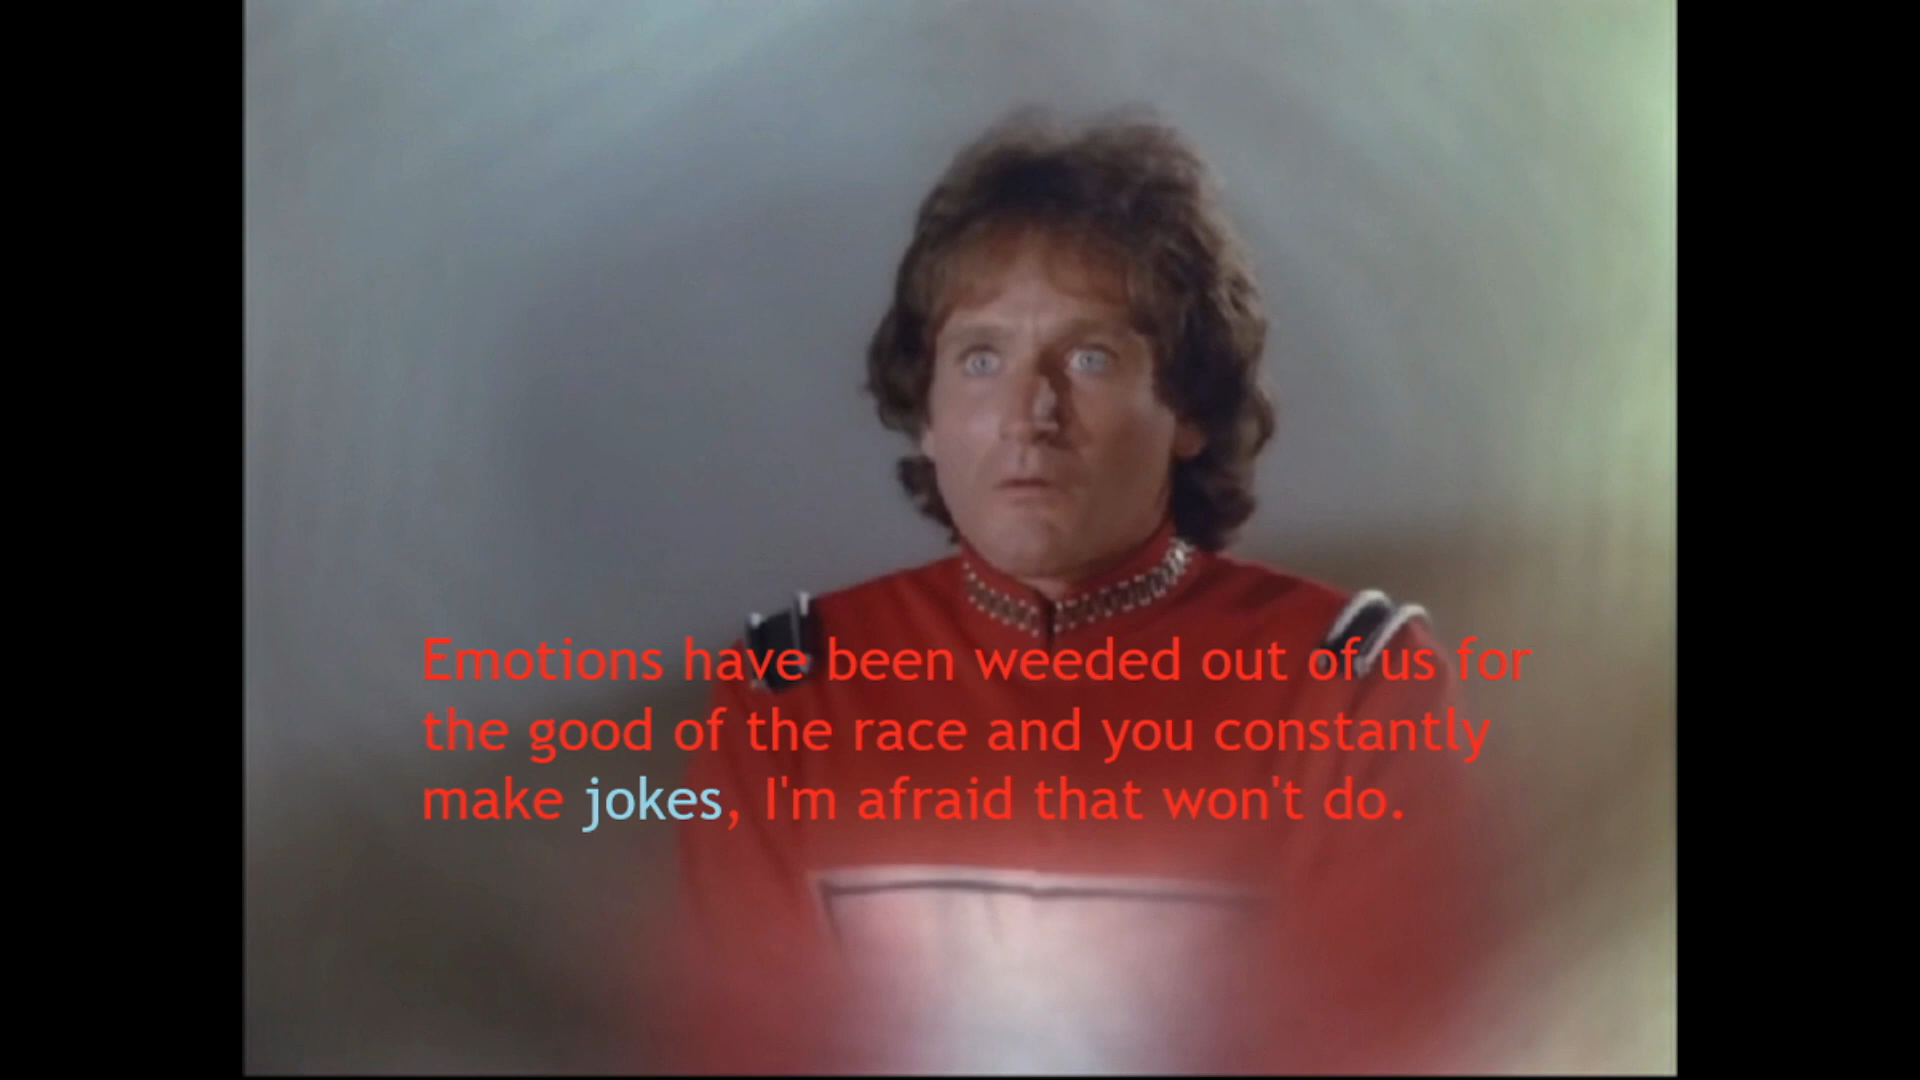 Emotions have been weeded out of us for
the good of the race and you constantly
make jokes, I'm afraid that won't do.